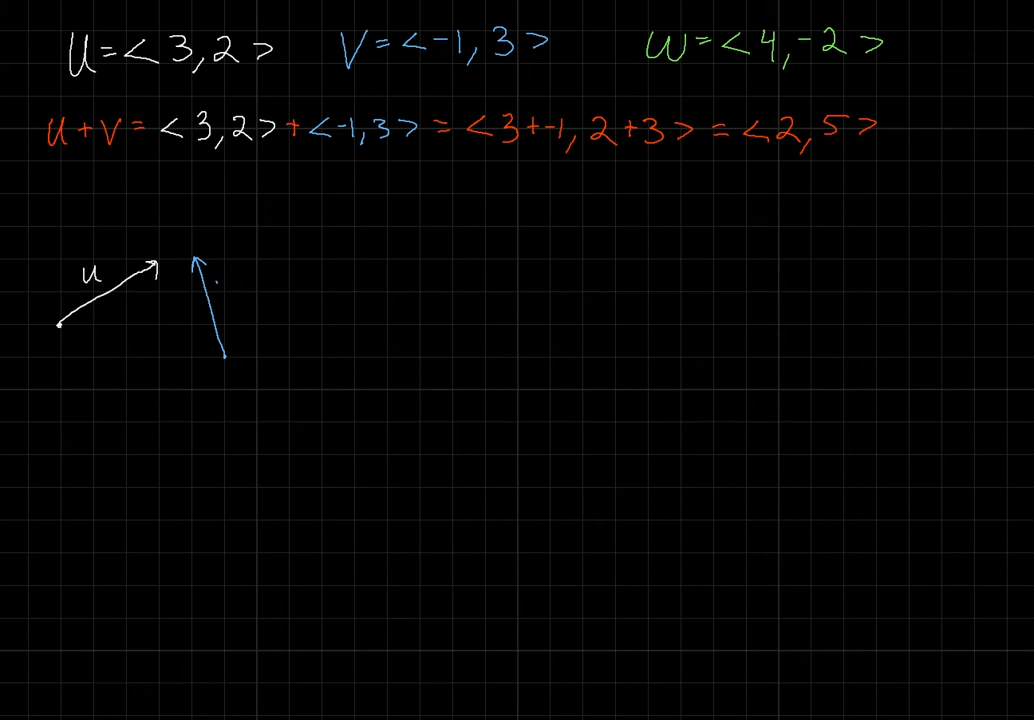 u = < 3, 2 > v = < -1, 3 > w = < 4, -2 >
u + v = < 3, 2 > + < -1, 3 > = < 3 + -1, 2 + 3 > = < 2, 5 >
u